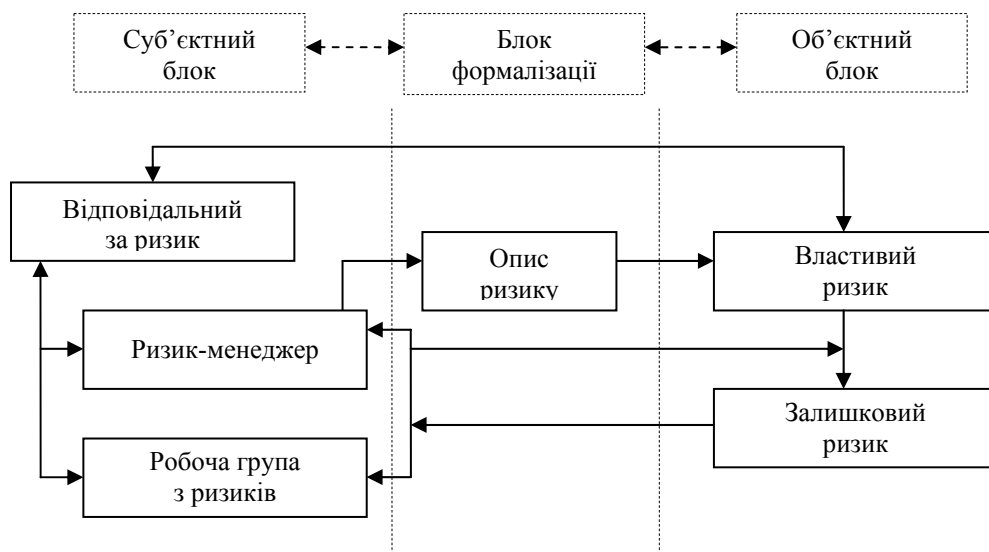 Суб’єктний
блок
Блок
формалізації
Об’єктний
блок
Відповідальний
за ризик
Опис
ризику
Властивий
ризик
Ризик-менеджер
Залишковий
ризик
Робоча група
з ризиків